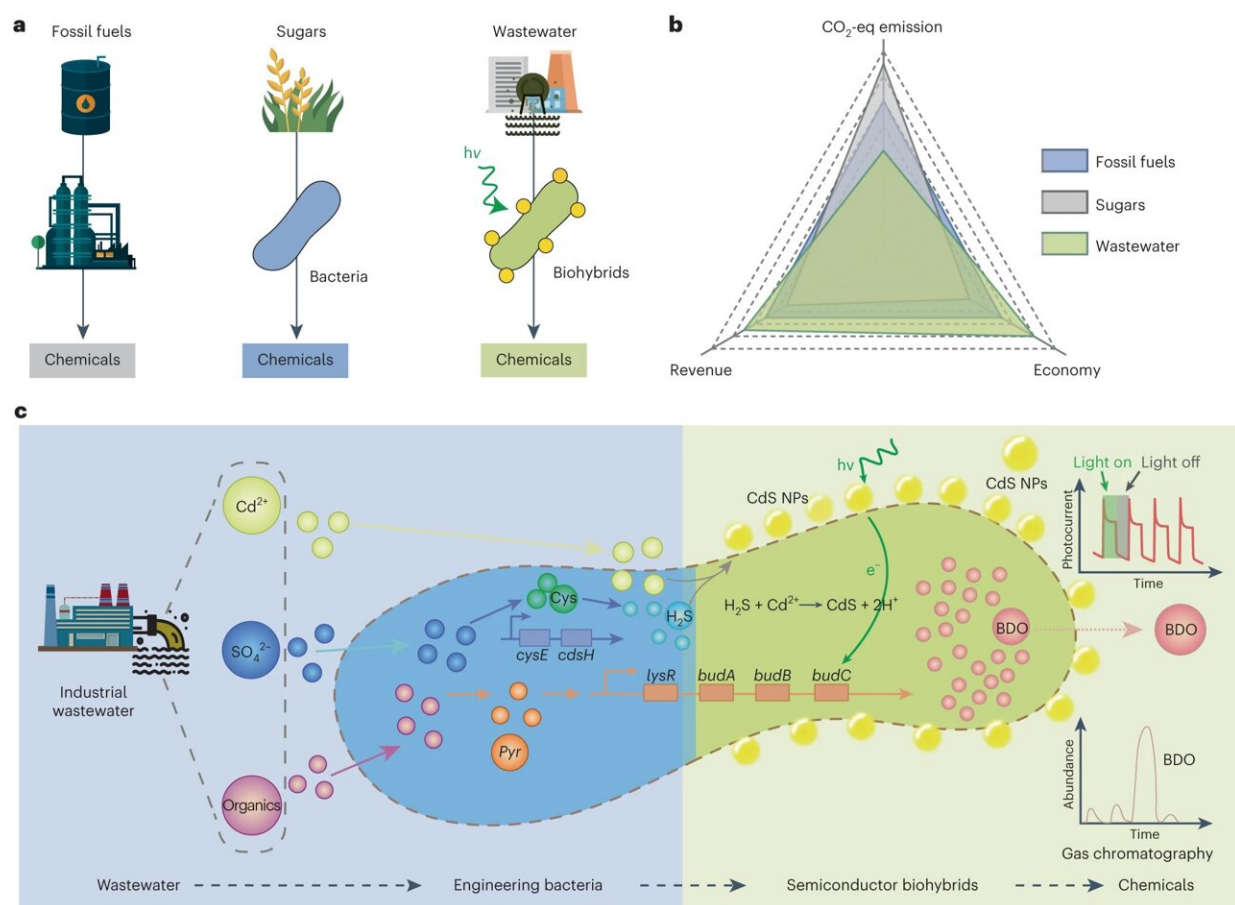 a
Fossil fuels
Sugars
Wastewater
hν
Bacteria
Biohybrids
Chemicals
Chemicals
Chemicals
b
CO₂-eq emission
Fossil fuels
Sugars
Wastewater
Revenue
Economy
c
Cd²⁺
SO₄²⁻
Organics
Industrial
wastewater
Cys
H₂S
cysE
cdsH
Pyr
lysR
budA
budB
budC
hν
CdS NPs
CdS NPs
e⁻
H₂S + Cd²⁺ → CdS + 2H⁺
BDO
BDO
Light on
Light off
Photocurrent
Time
BDO
Abundance
Time
Gas chromatography
Wastewater
Engineering bacteria
Semiconductor biohybrids
Chemicals